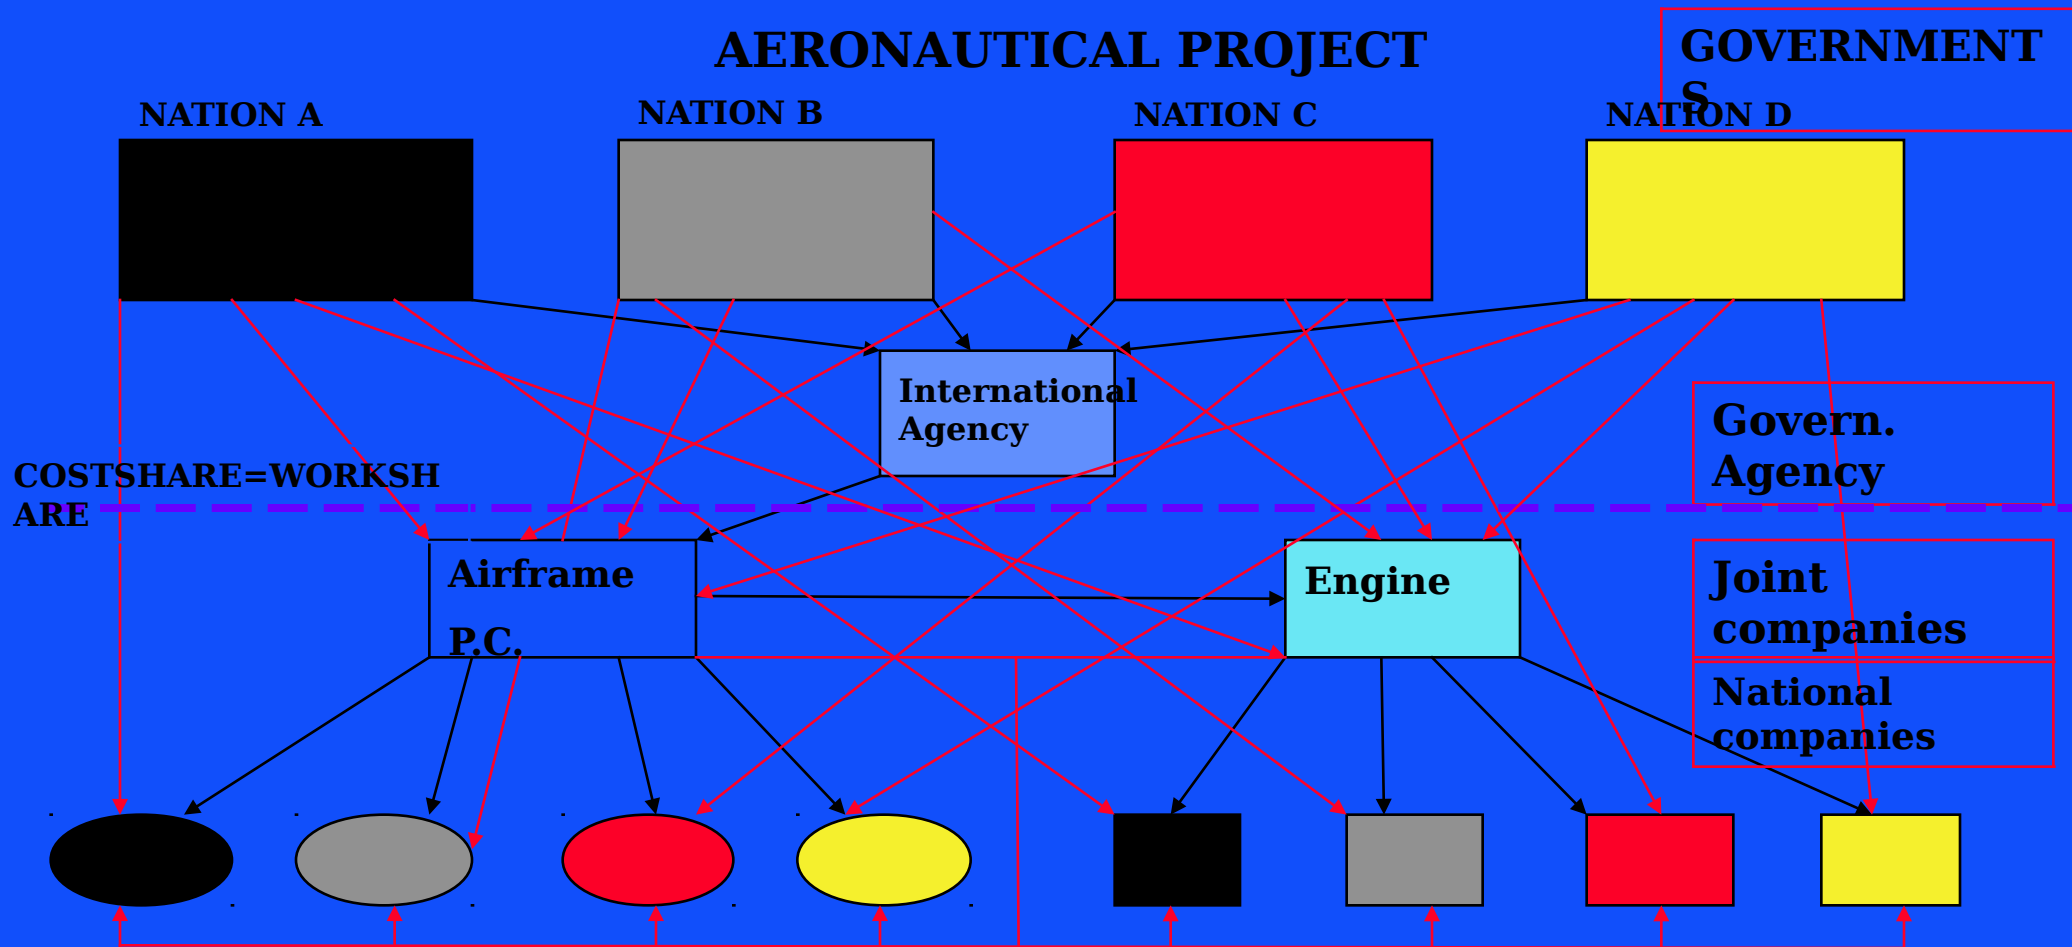 AERONAUTICAL PROJECT
GOVERNMENT
S
NATION A
NATION B
NATION C
NATION D
International
Agency
Govern.
Agency
COSTSHARE=WORKSH
ARE
Airframe
P.C.
Engine
Joint
companies
National
companies